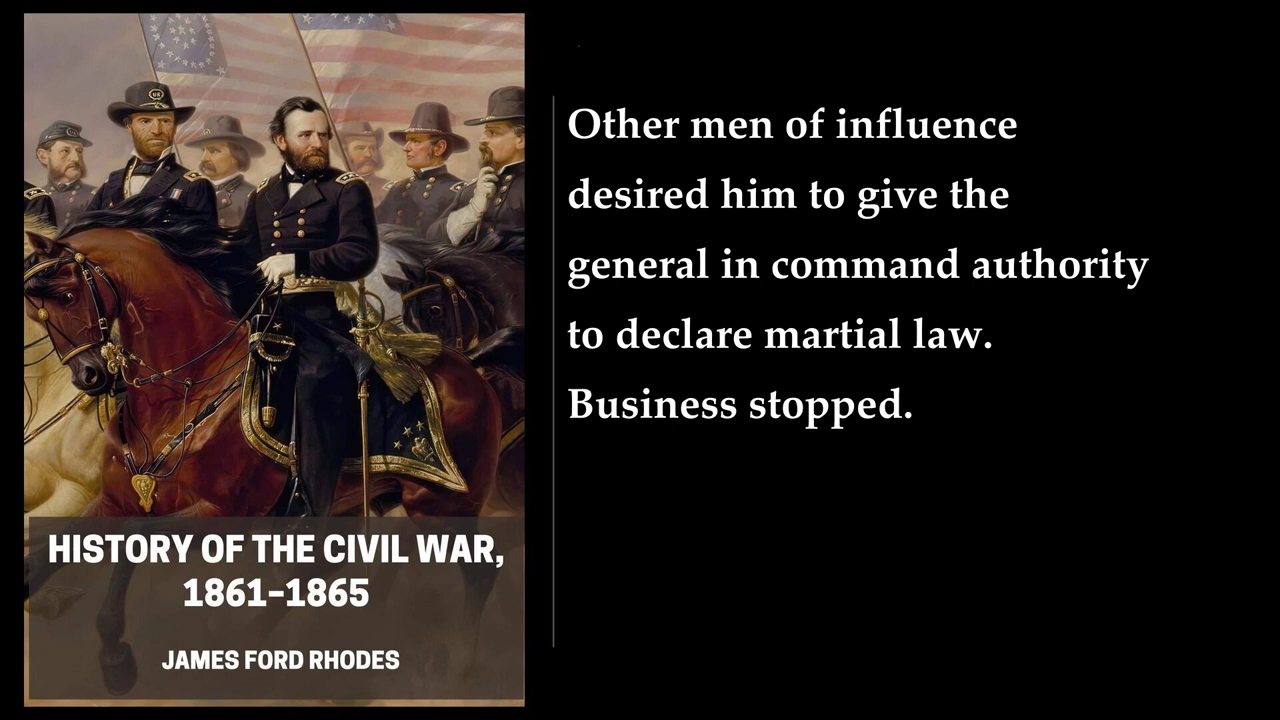 Other men of influence
desired him to give the
general in command authority
to declare martial law.
Business stopped.
HISTORY OF THE CIVIL WAR,
1861–1865
JAMES FORD RHODES